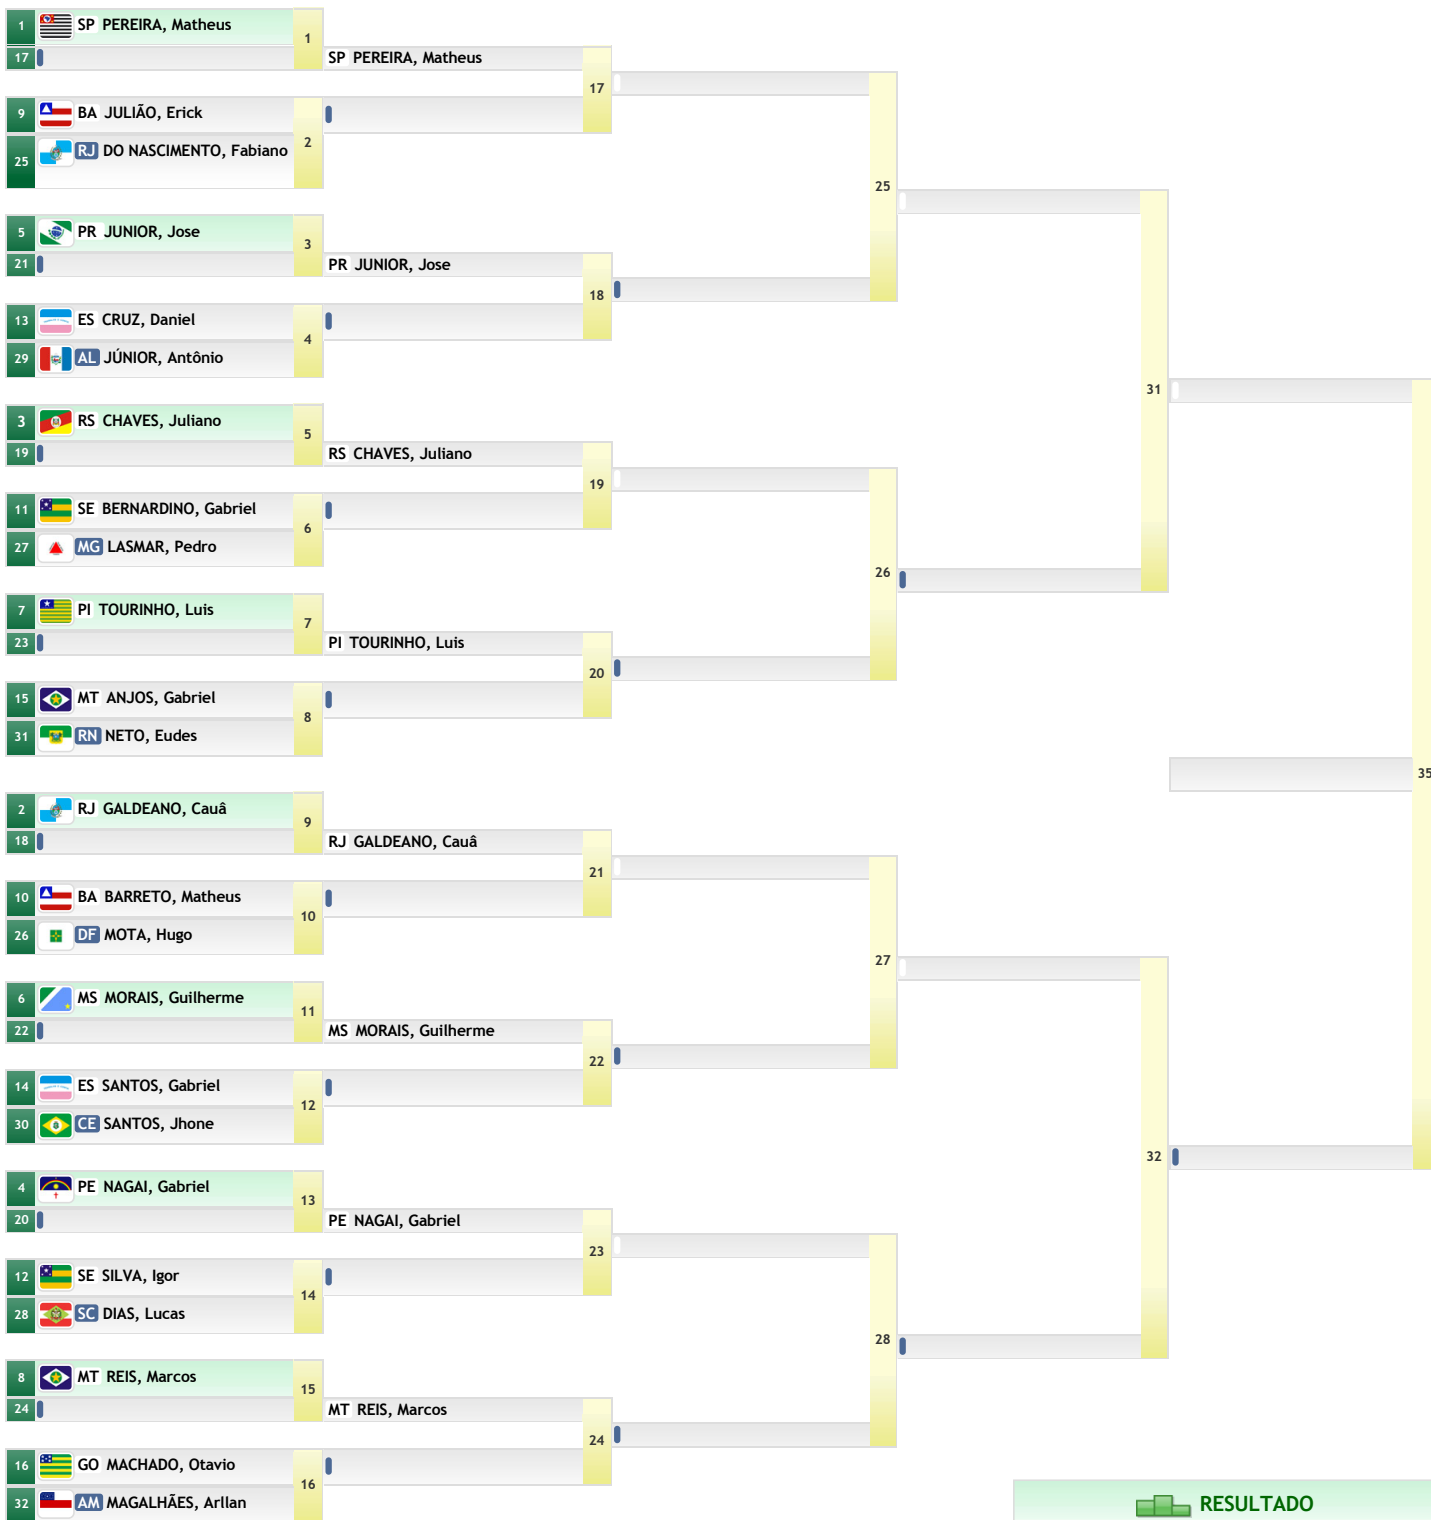 1 SP PEREIRA, Matheus
1
17
SP PEREIRA, Matheus
17
9 BA JULIÃO, Erick
2
25 RJ DO NASCIMENTO, Fabiano
25
5 PR JUNIOR, Jose
3
21
PR JUNIOR, Jose
18
13 ES CRUZ, Daniel
4
29 AL JÚNIOR, Antônio
31
3 RS CHAVES, Juliano
5
19
RS CHAVES, Juliano
19
11 SE BERNARDINO, Gabriel
6
27 MG LASMAR, Pedro
26
7 PI TOURINHO, Luis
7
23
PI TOURINHO, Luis
20
15 MT ANJOS, Gabriel
8
31 RN NETO, Eudes
35
2 RJ GALDEANO, Cauâ
9
18
RJ GALDEANO, Cauâ
21
10 BA BARRETO, Matheus
10
26 DF MOTA, Hugo
27
6 MS MORAIS, Guilherme
11
22
MS MORAIS, Guilherme
22
14 ES SANTOS, Gabriel
12
30 CE SANTOS, Jhone
32
4 PE NAGAI, Gabriel
13
20
PE NAGAI, Gabriel
23
12 SE SILVA, Igor
14
28 SC DIAS, Lucas
28
8 MT REIS, Marcos
15
24
MT REIS, Marcos
24
16 GO MACHADO, Otavio
16
32 AM MAGALHÃES, Arllan
RESULTADO